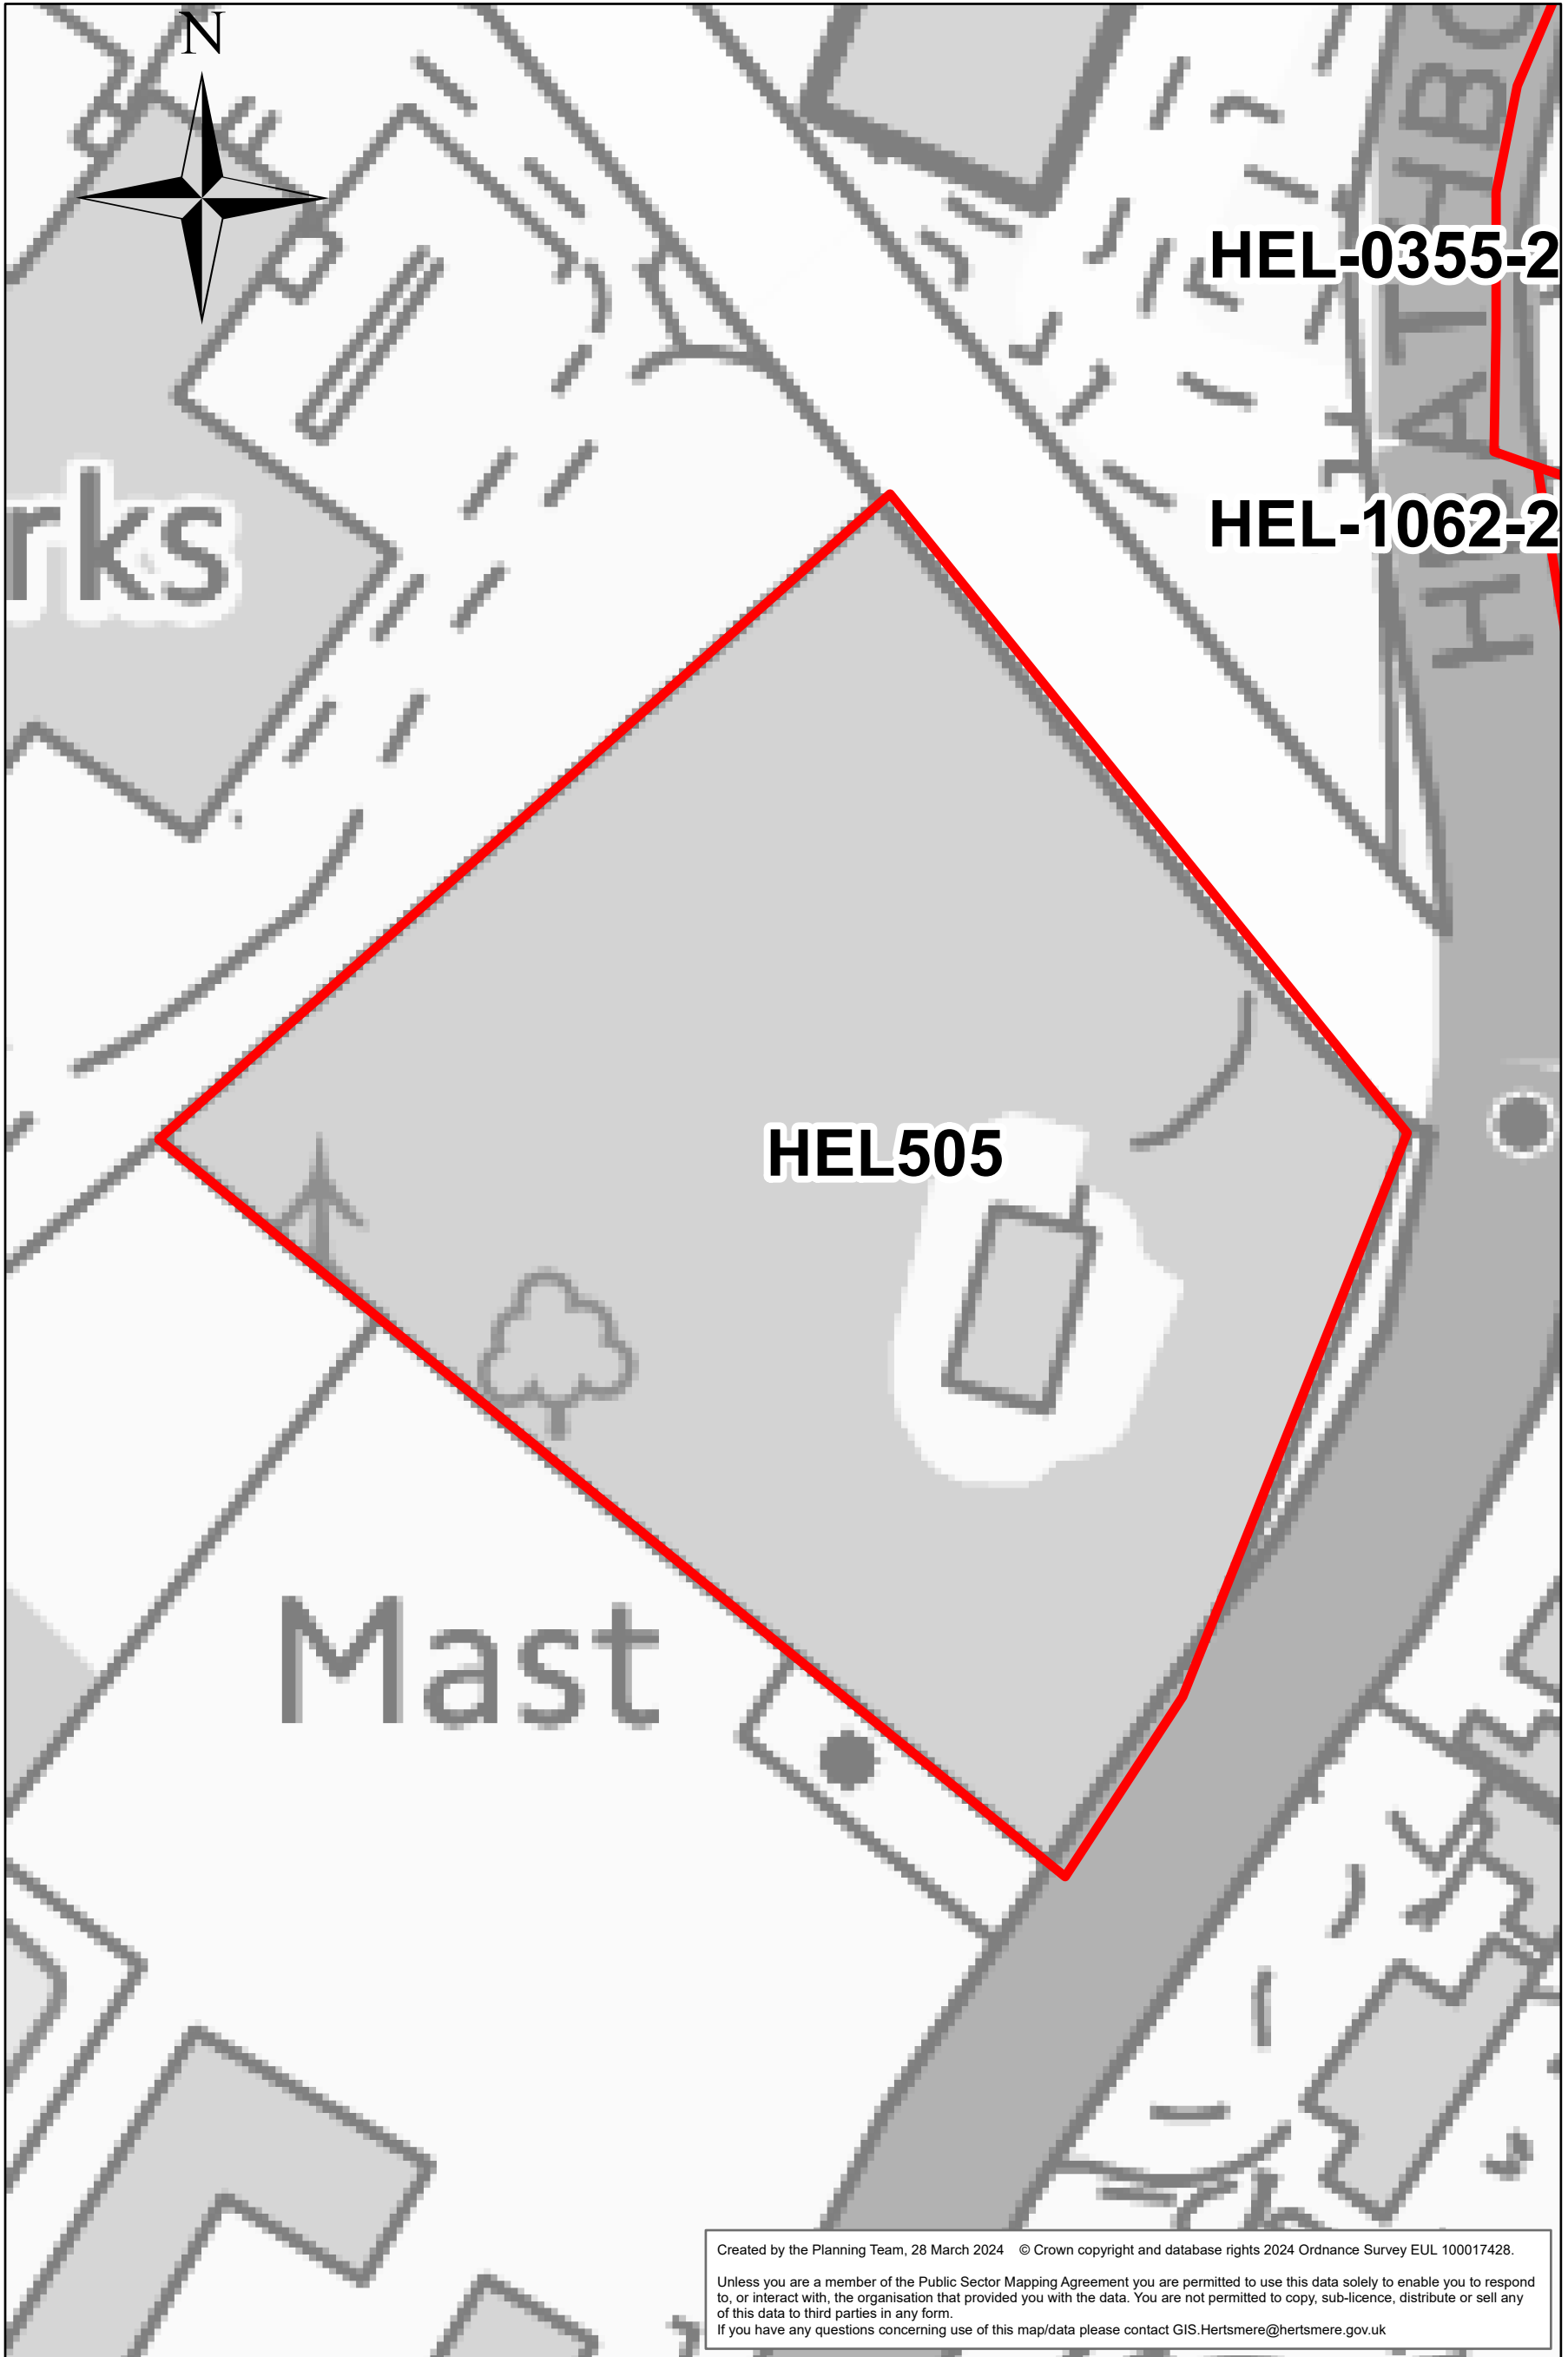 N
HEATHBO
HEL-0355-2
HEL-1062-2
rks
HEL505
Mast
Created by the Planning Team, 28 March 2024 © Crown copyright and database rights 2024 Ordnance Survey EUL 100017428.
Unless you are a member of the Public Sector Mapping Agreement you are permitted to use this data solely to enable you to respond
to, or interact with, the organisation that provided you with the data. You are not permitted to copy, sub-licence, distribute or sell any
of this data to third parties in any form.
If you have any questions concerning use of this map/data please contact GIS.Hertsmere@hertsmere.gov.uk